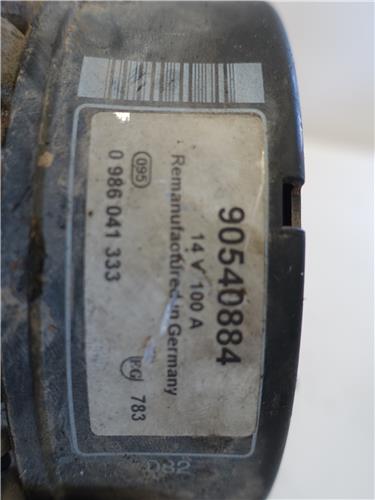 90540884
14 V 100 A
Remanufactured in Germany
095
0 986 041 333
783